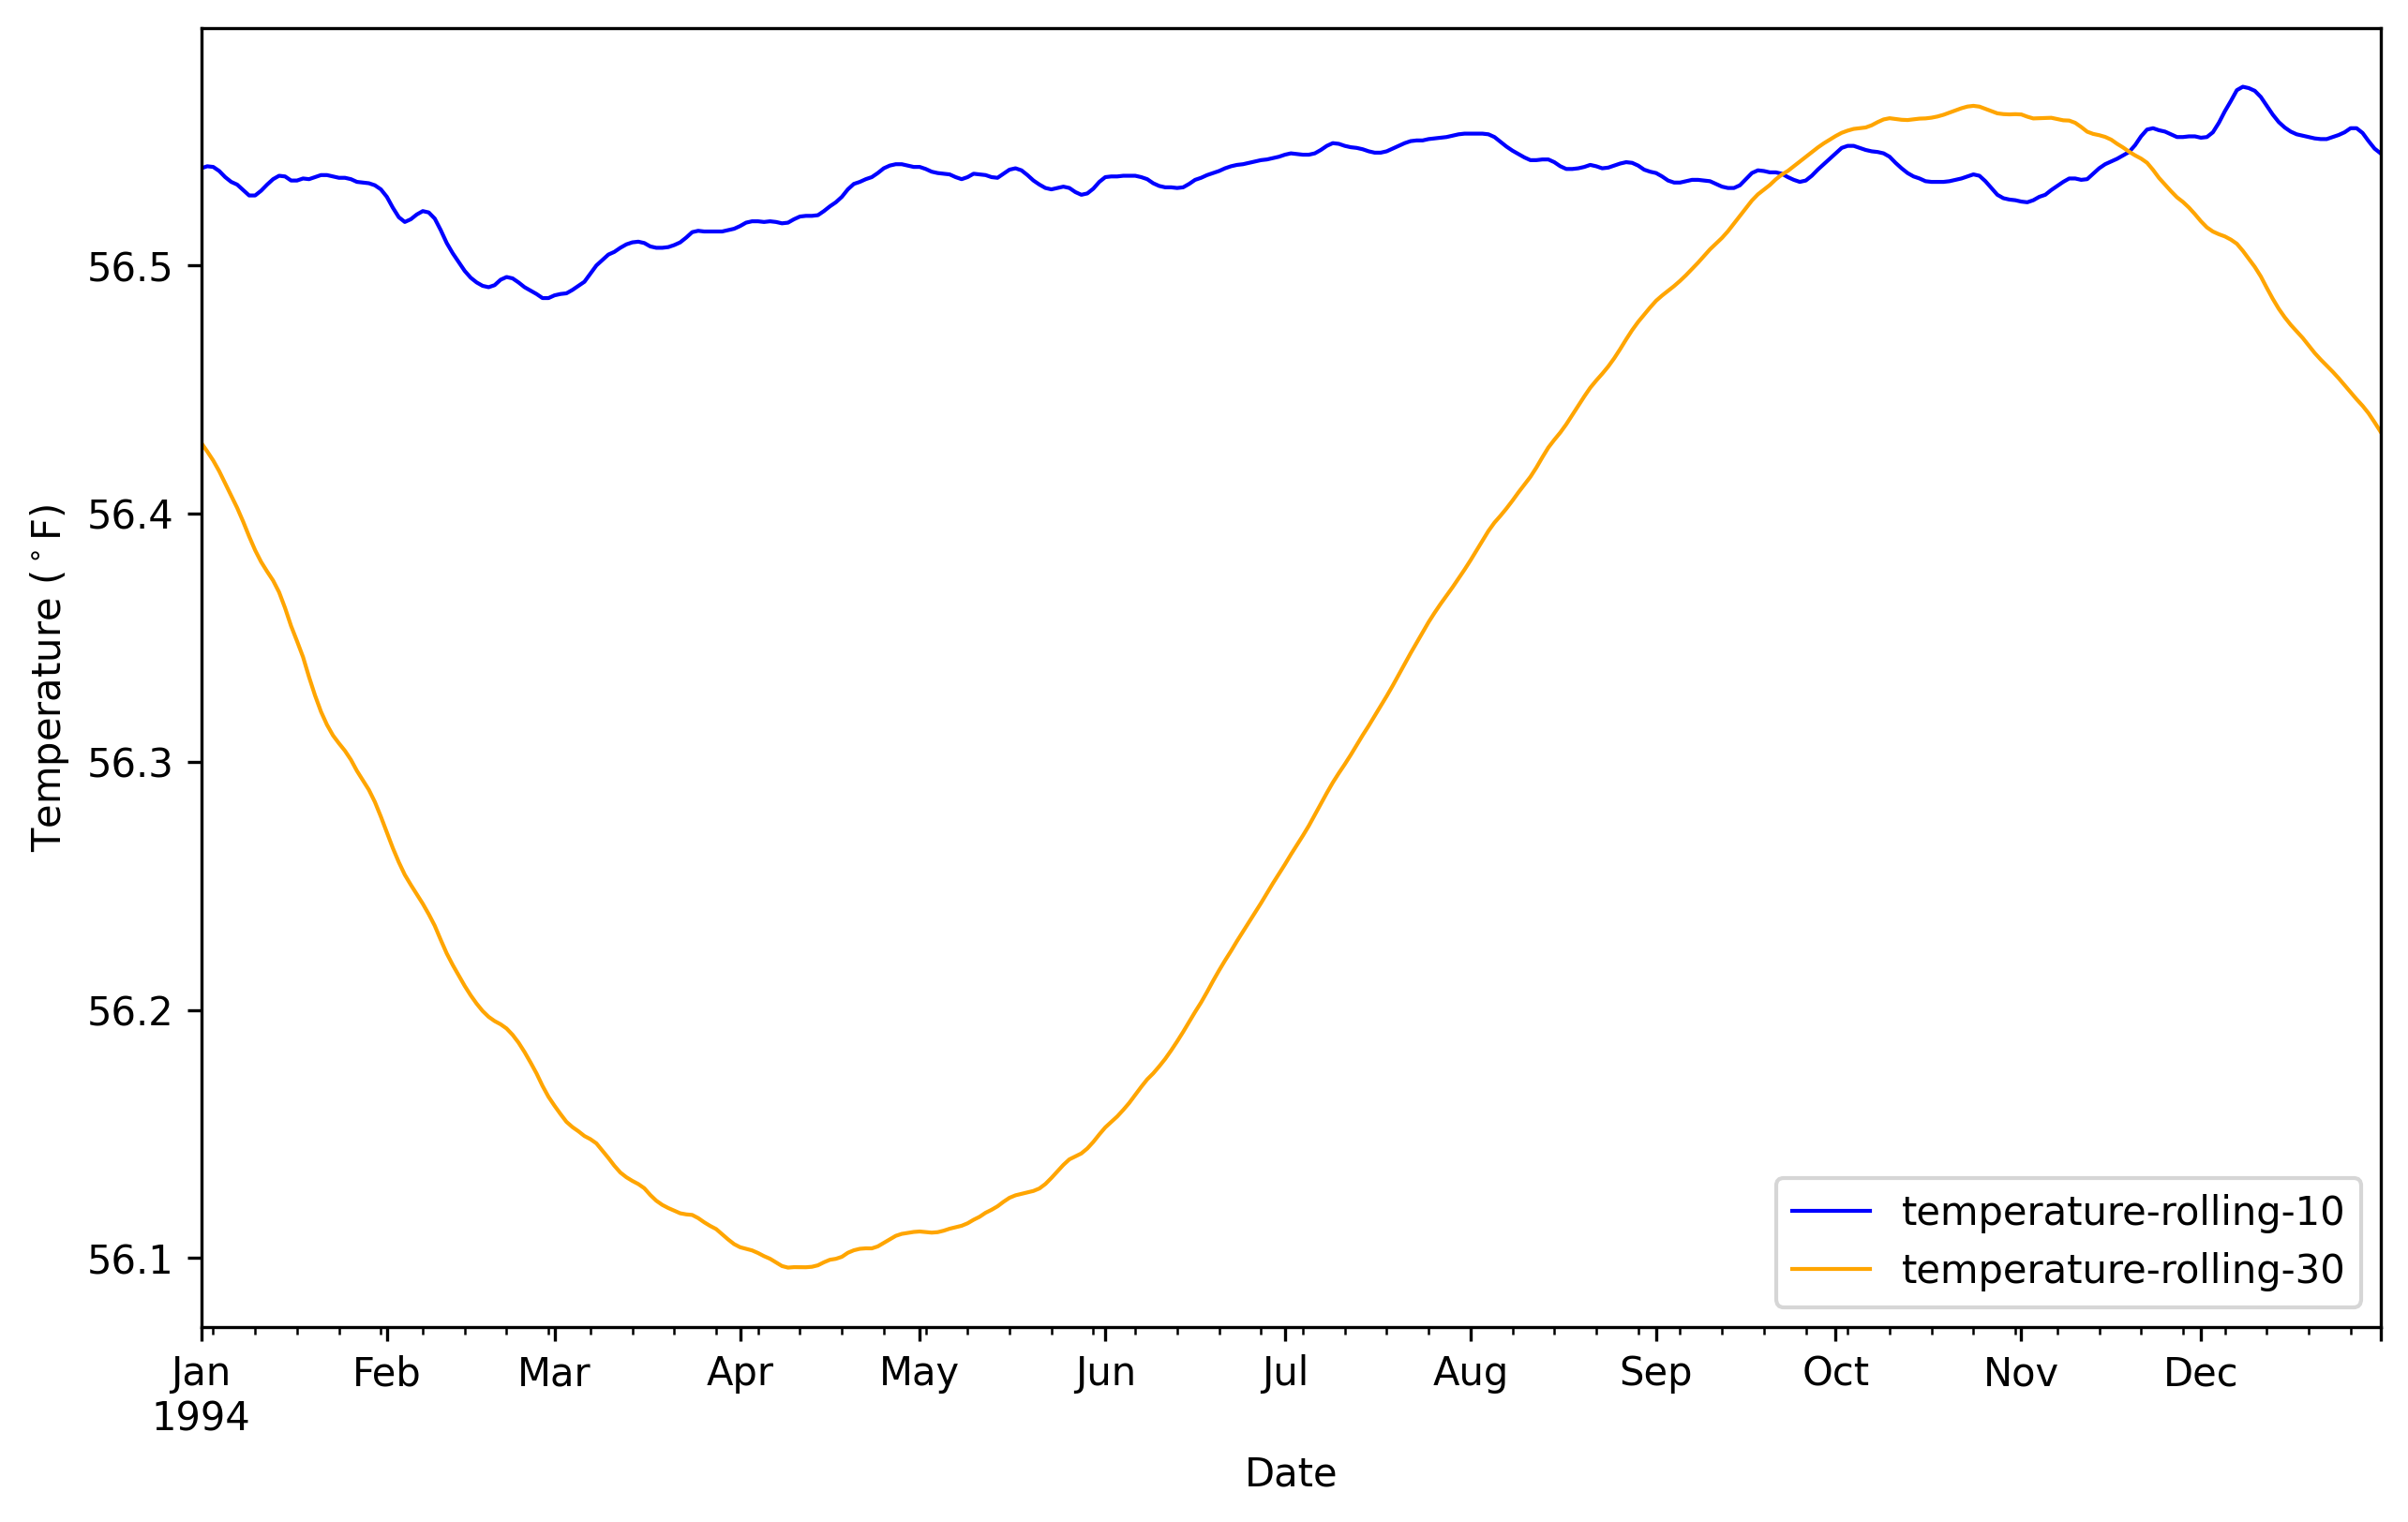 56.5
56.4
56.3
56.2
56.1
Temperature (°F)
Jan Feb Mar Apr May Jun Jul Aug Sep Oct Nov Dec
1994
Date
temperature-rolling-10
temperature-rolling-30